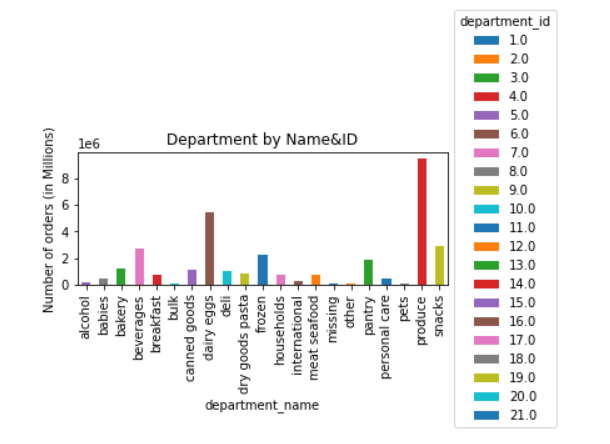 Department by Name&ID
1e6
Number of orders (in Millions)
8
6
4
2
0
alcohol
babies
bakery
beverages
breakfast
bulk
canned goods
dairy eggs
deli
dry goods pasta
frozen
households
international
meat seafood
missing
other
pantry
personal care
pets
produce
snacks
department_name
department_id
1.0
2.0
3.0
4.0
5.0
6.0
7.0
8.0
9.0
10.0
11.0
12.0
13.0
14.0
15.0
16.0
17.0
18.0
19.0
20.0
21.0